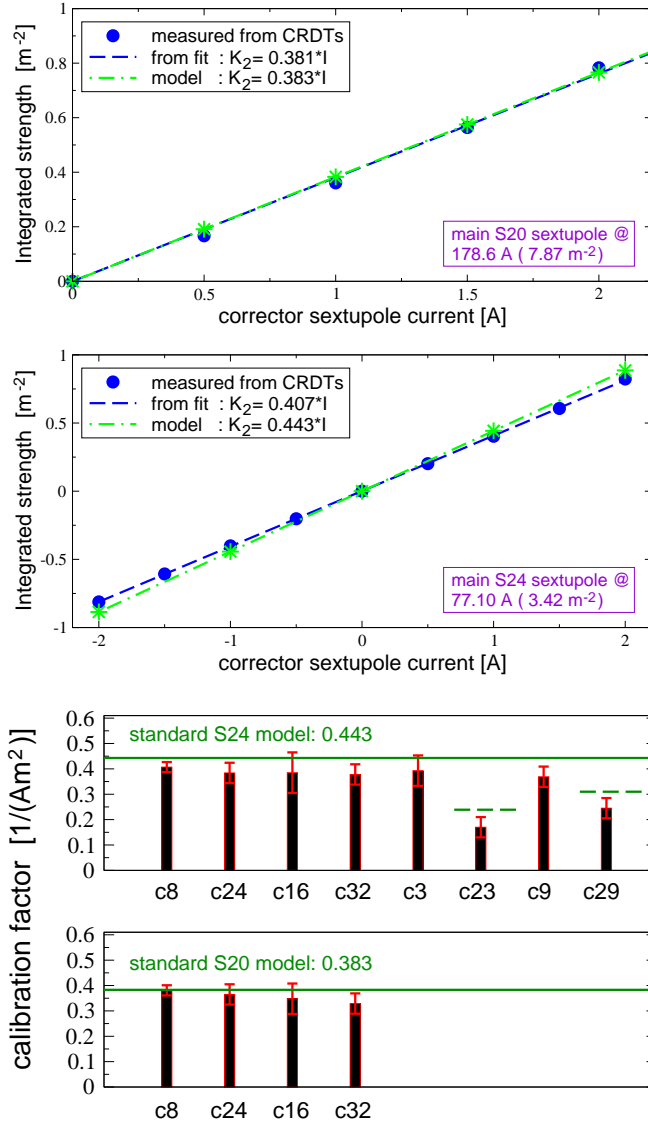 measured from CRDTs
from fit : K₂= 0.381*I
model : K₂= 0.383*I
Integrated strength [m⁻²]
1
0.8
0.6
0.4
0.2
0
main S20 sextupole @
178.6 A ( 7.87 m⁻²)
0 0.5 1 1.5 2
corrector sextupole current [A]
measured from CRDTs
from fit : K₂= 0.407*I
model : K₂= 0.443*I
Integrated strength [m⁻²]
1
0.5
0
-0.5
-1
main S24 sextupole @
77.10 A ( 3.42 m⁻²)
-2 -1 0 1 2
corrector sextupole current [A]
calibration factor [1/(Am²)]
0.6
0.5
0.4
0.3
0.2
0.1
0
standard S24 model: 0.443
c8 c24 c16 c32 c3 c23 c9 c29
0.6
0.5
0.4
0.3
0.2
0.1
0
standard S20 model: 0.383
c8 c24 c16 c32